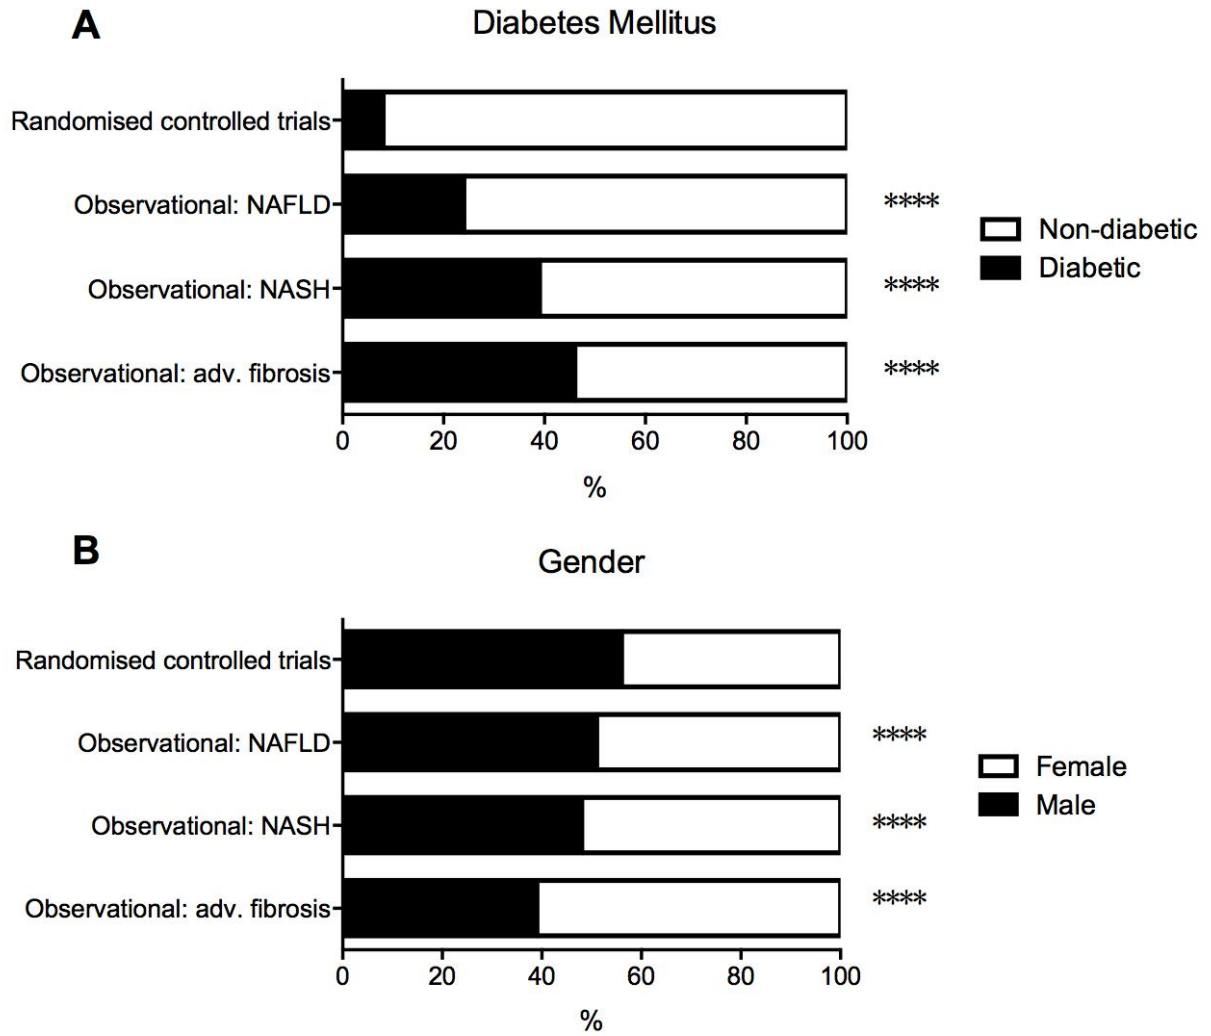 A
Diabetes Mellitus
Randomised controlled trials
Observational: NAFLD
****
Observational: NASH
****
Observational: adv. fibrosis
****
Non-diabetic
Diabetic
0 20 40 60 80 100
%
B
Gender
Randomised controlled trials
Observational: NAFLD
****
Observational: NASH
****
Observational: adv. fibrosis
****
Female
Male
0 20 40 60 80 100
%